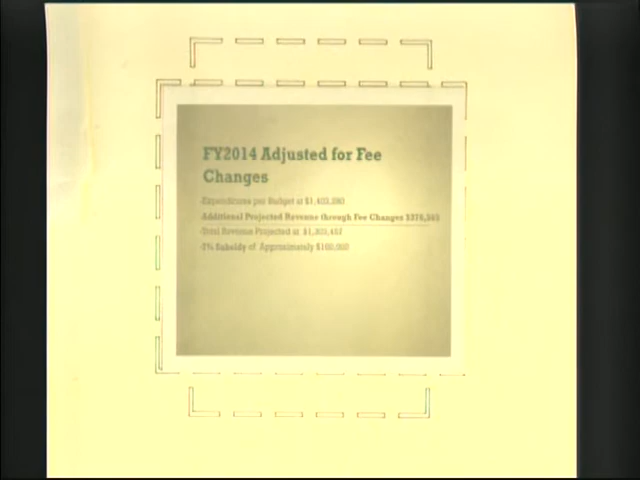 FY2014 Adjusted for Fee
Changes
-Expenditures per Budget at
Additional Projected Revenue through Fee Changes
-Total Revenue Projected at
Subsidy of Approximately